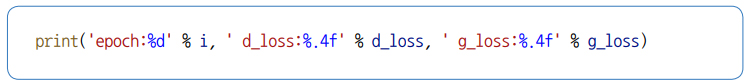 print('epoch:%d' % i, ' d_loss:%.4f' % d_loss, ' g_loss:%.4f' % g_loss)